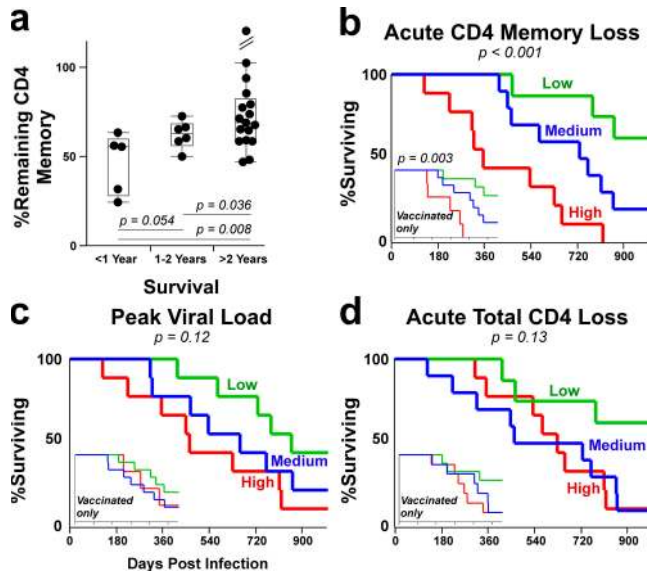 a
%Remaining CD4
Memory
100
50
0
p = 0.054
p = 0.036
p = 0.008
<1 Year
1-2 Years
>2 Years
Survival
b
Acute CD4 Memory Loss
p < 0.001
%Surviving
100
50
0
Low
Medium
High
p = 0.003
Vaccinated
only
0
180
360
540
720
900
c
Peak Viral Load
p = 0.12
%Surviving
100
50
0
Low
Medium
High
Vaccinated
only
0
180
360
540
720
900
Days Post Infection
d
Acute Total CD4 Loss
p = 0.13
%Surviving
100
50
0
Low
Medium
High
Vaccinated
only
0
180
360
540
720
900